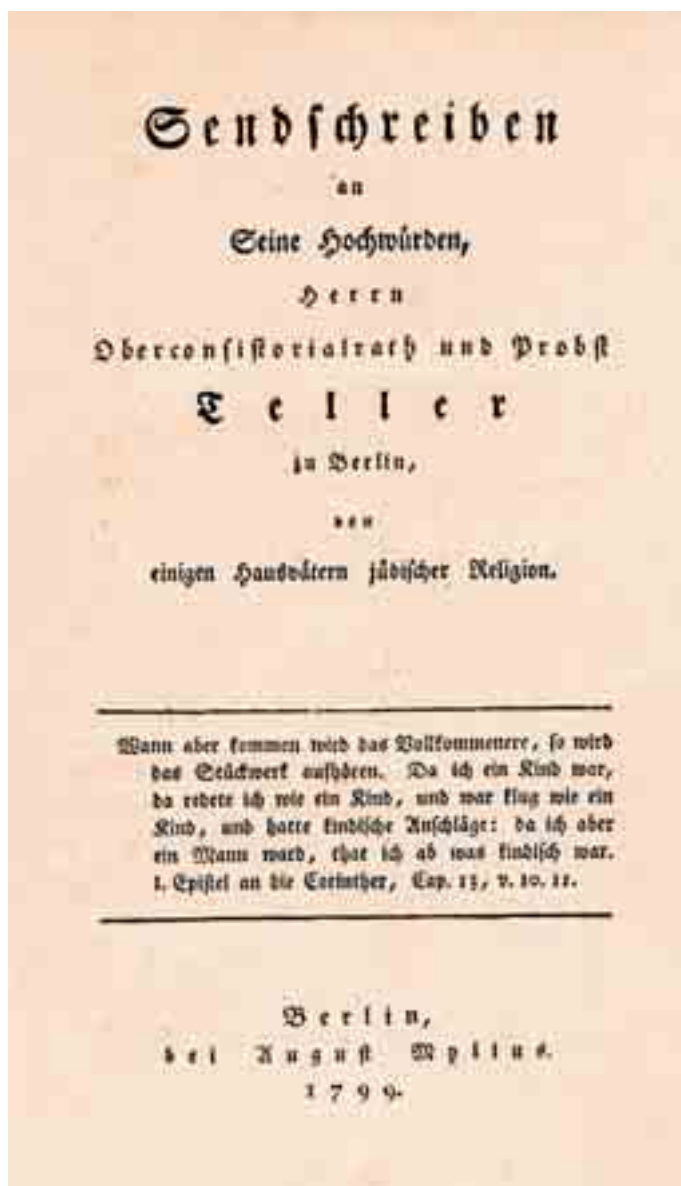 Sendschreiben
an
Seine Hochwürden,
Herrn
Oberconsistorialrath und Probst
Teller
zu Berlin,
von
einigen Hausvätern jüdischer Religion.
Wann aber kommen wird das Vollkommenere, so wird
das Stückwerk aufhören. Da ich ein Kind war,
da redete ich wie ein Kind, und war klug wie ein
Kind, und hatte kindische Anschläge: da ich aber
ein Mann ward, that ich ab was kindisch war.
1. Epistel an die Corinther, Cap. 13, v. 10. 11.
Berlin,
bei August Mylius.
1799.